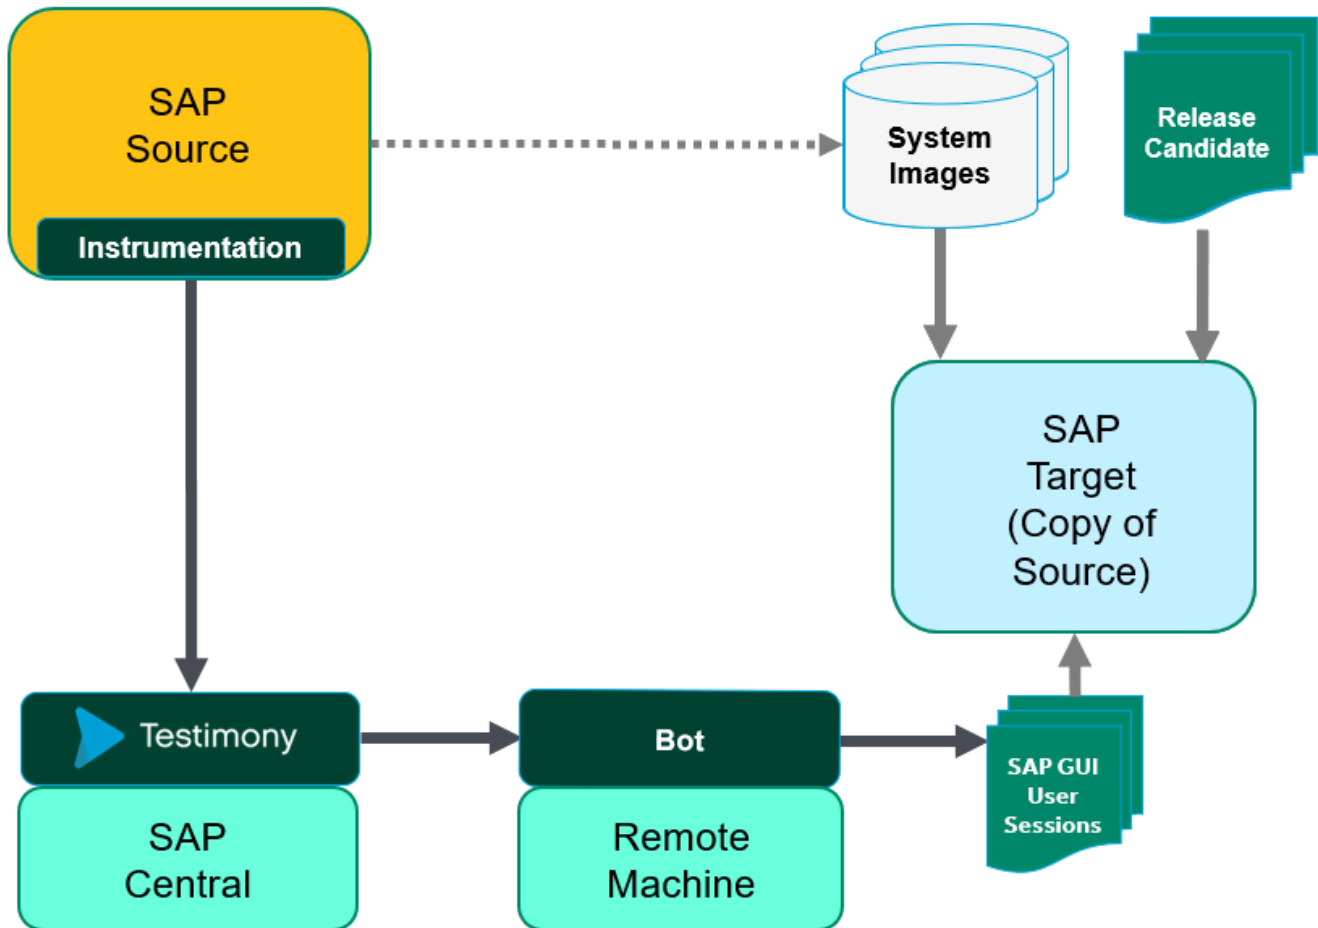 SAP
Source
Instrumentation
System
Images
Release
Candidate
SAP
Target
(Copy of
Source)
Testimony
Bot
SAP GUI
User
Sessions
SAP
Central
Remote
Machine